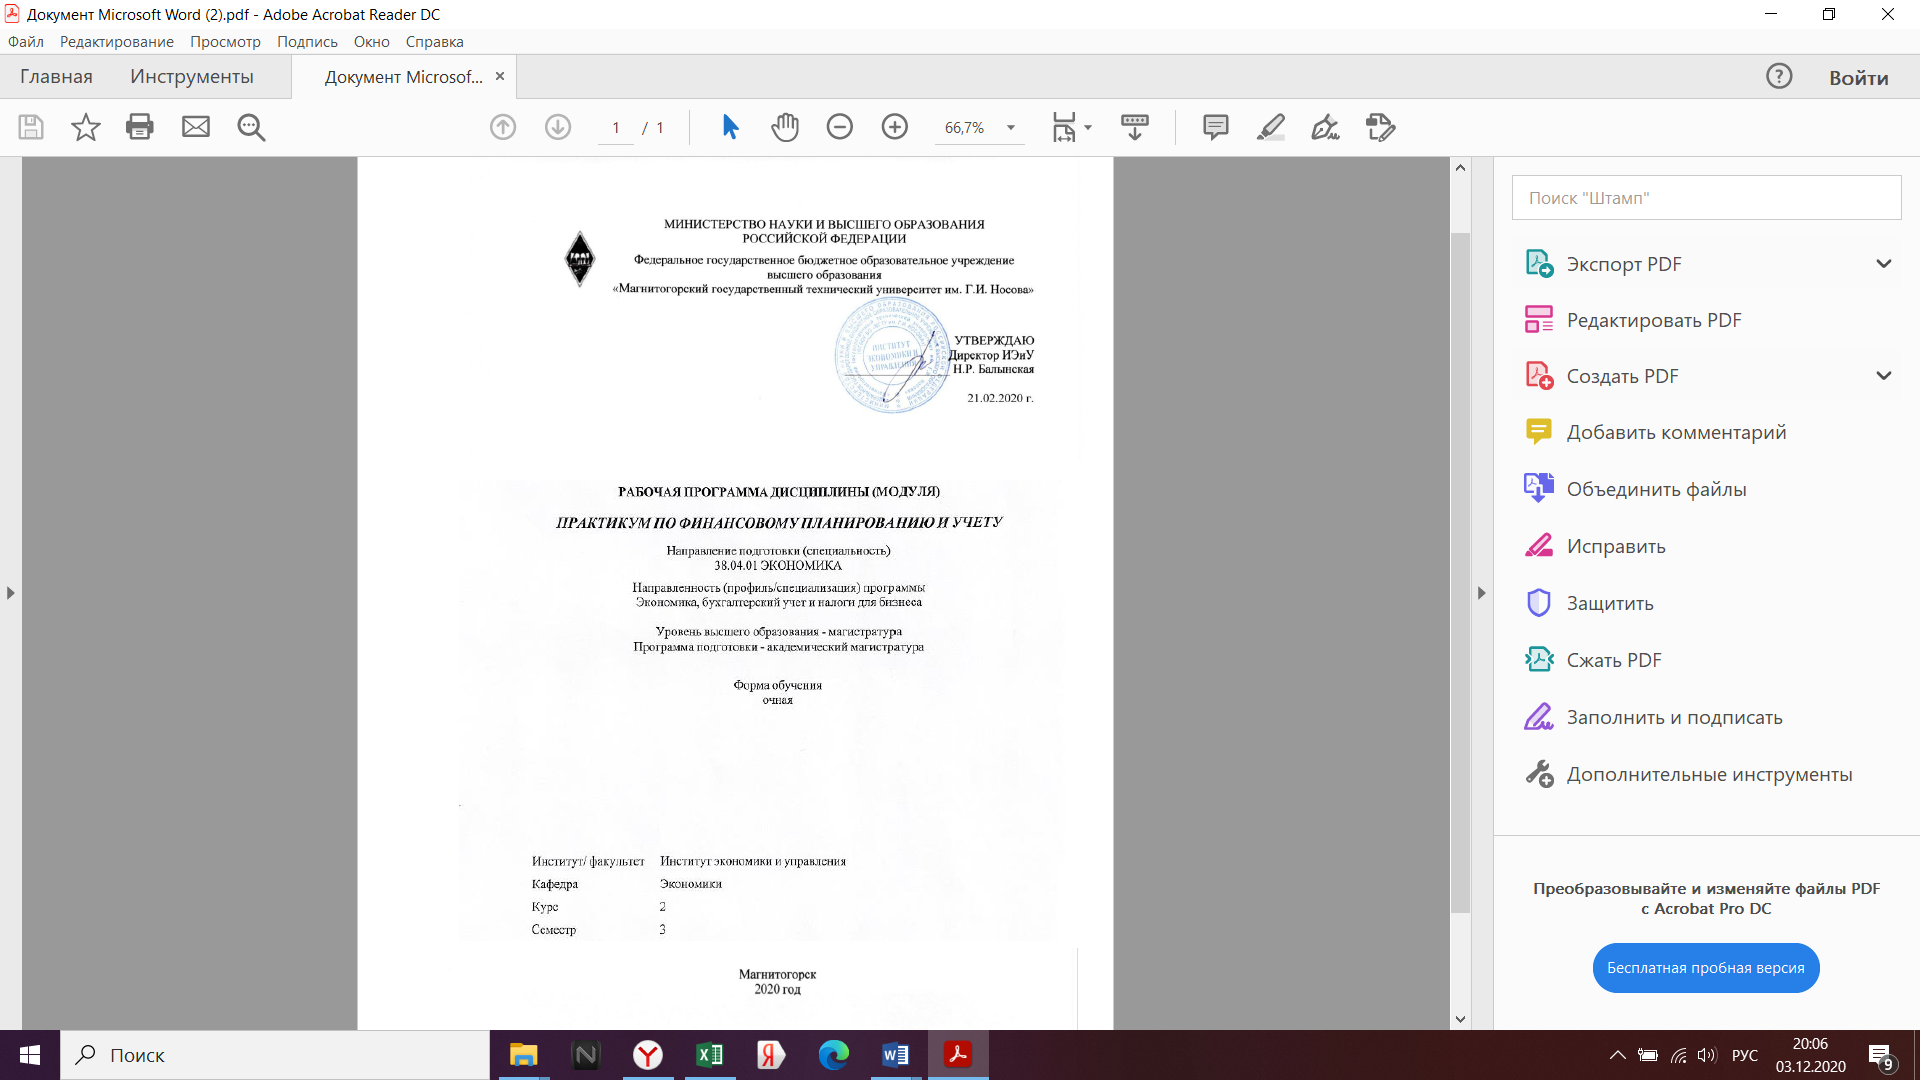 Документ Microsoft Word (2).pdf - Adobe Acrobat Reader DC
Файл Редактирование Просмотр Подпись Окно Справка
Главная Инструменты Документ Microsof... Войти
1 / 1 66,7%
МИНИСТЕРСТВО НАУКИ И ВЫСШЕГО ОБРАЗОВАНИЯ
РОССИЙСКОЙ ФЕДЕРАЦИИ
Федеральное государственное бюджетное образовательное учреждение
высшего образования
«Магнитогорский государственный технический университет им. Г.И. Носова»
ИНСТИТУТ
ЭКОНОМИКИ И
УПРАВЛЕНИЯ
УТВЕРЖДАЮ
Директор ИЭиУ
Н.Р. Балынская
21.02.2020 г.
РАБОЧАЯ ПРОГРАММА ДИСЦИПЛИНЫ (МОДУЛЯ)
ПРАКТИКУМ ПО ФИНАНСОВОМУ ПЛАНИРОВАНИЮ И УЧЕТУ
Направление подготовки (специальность)
38.04.01 ЭКОНОМИКА
Направленность (профиль/специализация) программы
Экономика, бухгалтерский учет и налоги для бизнеса
Уровень высшего образования - магистратура
Программа подготовки - академический магистратура
Форма обучения
очная
Институт/ факультет Институт экономики и управления
Кафедра Экономики
Курс 2
Семестр 3
Магнитогорск
2020 год
Поиск "Штамп"
Экспорт PDF
Редактировать PDF
Создать PDF
Добавить комментарий
Объединить файлы
Исправить
Защитить
Сжать PDF
Заполнить и подписать
Дополнительные инструменты
Преобразовывайте и изменяйте файлы PDF
с Acrobat Pro DC
Бесплатная пробная версия
Поиск
РУС
20:06
03.12.2020
9